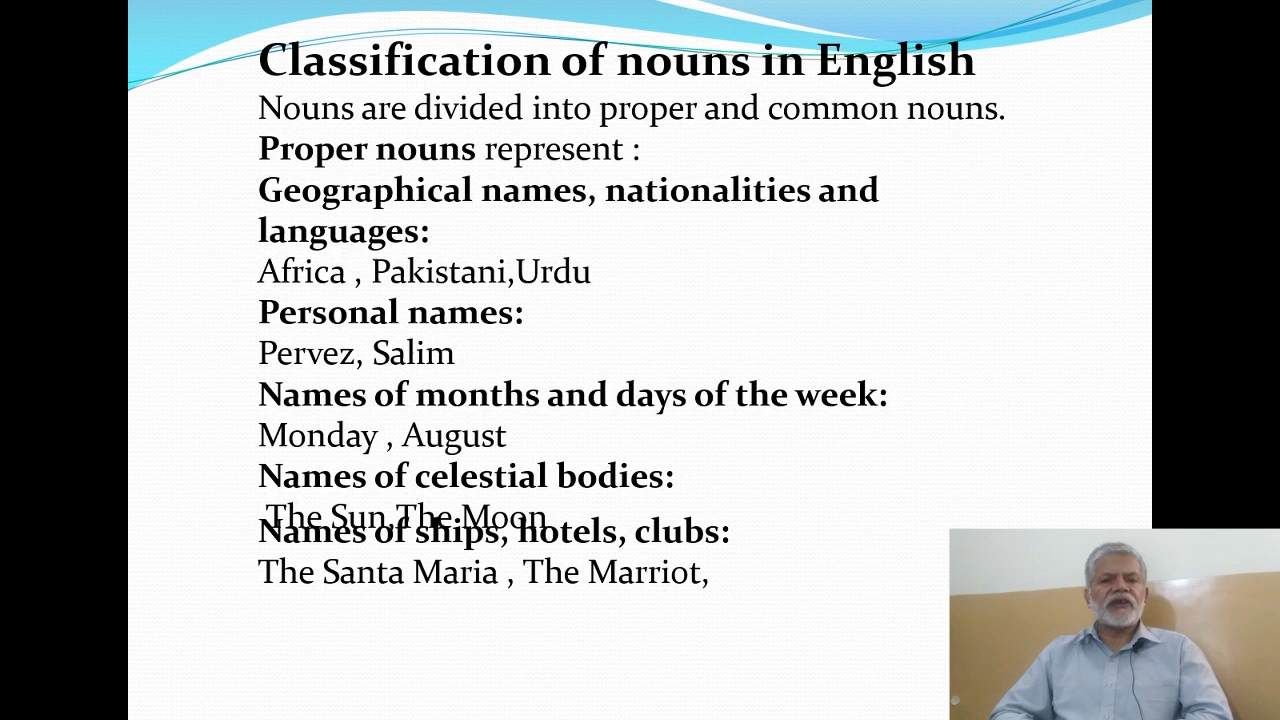 Classification of nouns in English
Nouns are divided into proper and common nouns.
Proper nouns represent :
Geographical names, nationalities and
languages:
Africa , Pakistani,Urdu
Personal names:
Pervez, Salim
Names of months and days of the week:
Monday , August
Names of celestial bodies:
The Sun,The Moon
Names of ships, hotels, clubs:
The Santa Maria , The Marriot,